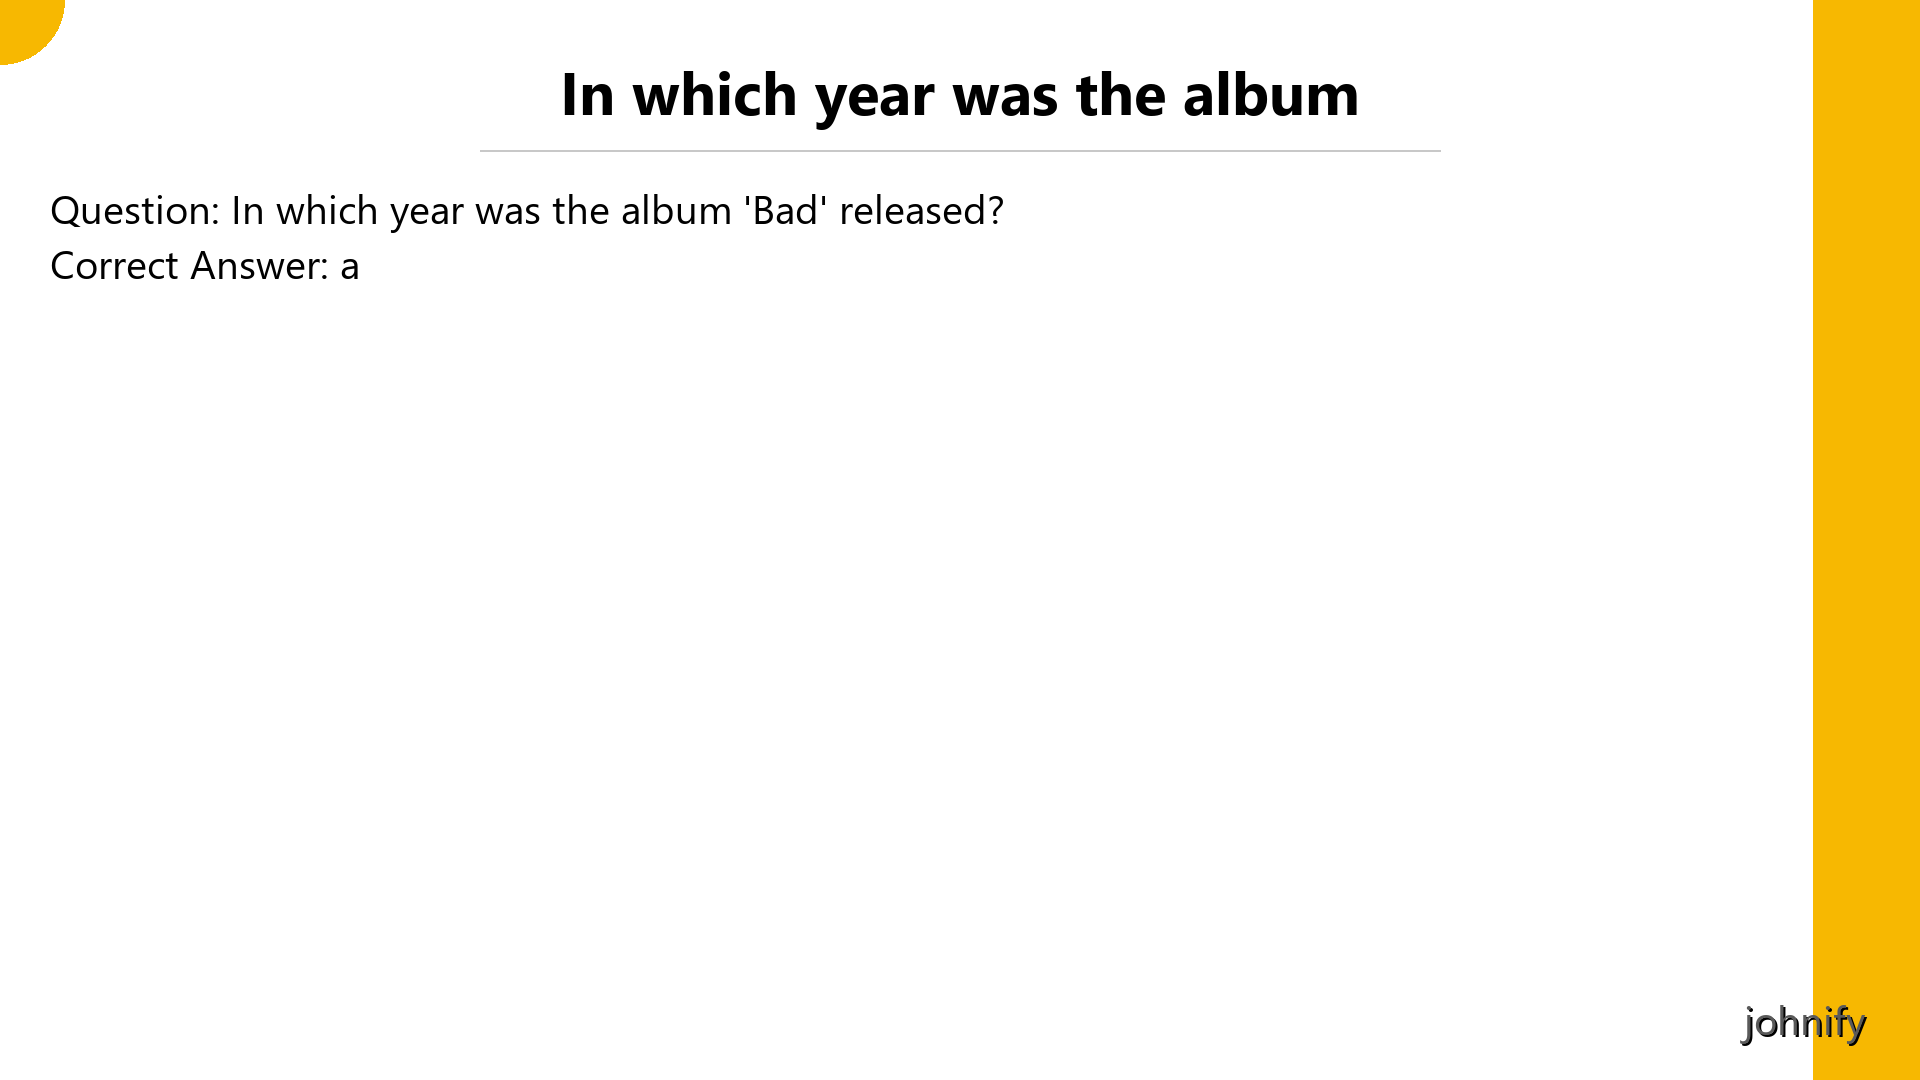 In which year was the album
Question: In which year was the album 'Bad' released?
Correct Answer: a
johnify